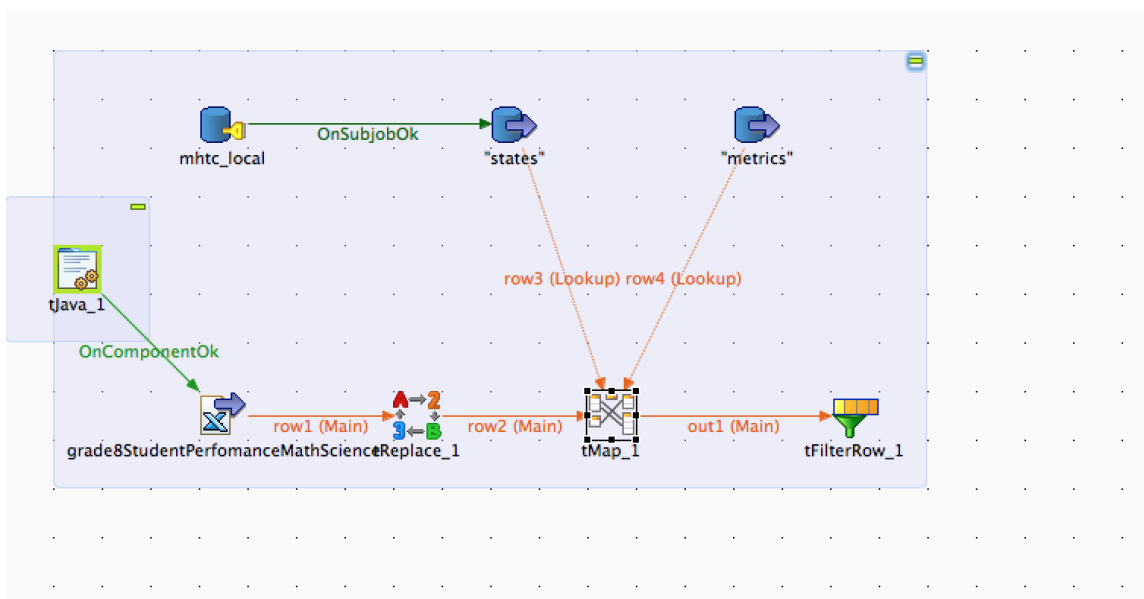 OnSubjobOk
mhtc_local
"states"
"metrics"
row3 (Lookup)
row4 (Lookup)
tJava_1
OnComponentOk
row1 (Main)
row2 (Main)
out1 (Main)
grade8StudentPerfomanceMathScience
tReplace_1
tMap_1
tFilterRow_1